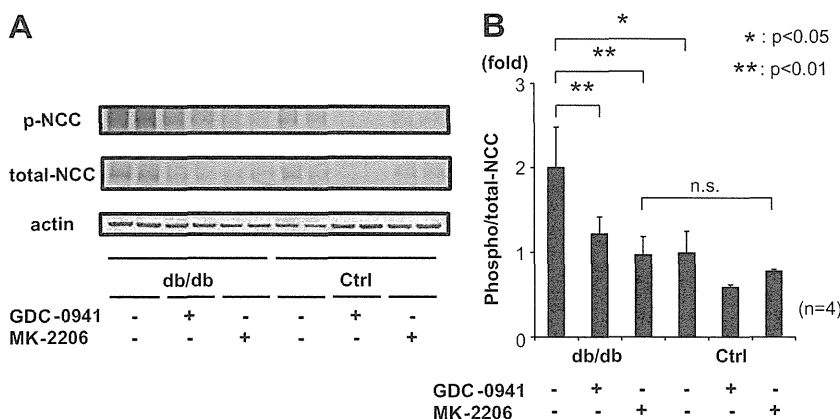 A
p-NCC
total-NCC
actin
db/db Ctrl
GDC-0941 - + - - + -
MK-2206 - - + - - +
B
* : p<0.05
** : p<0.01
(fold)
*
**
**
n.s.
Phospho/total-NCC
3
2
1
0
(n=4)
db/db Ctrl
GDC-0941 - + - - + -
MK-2206 - - + - - +